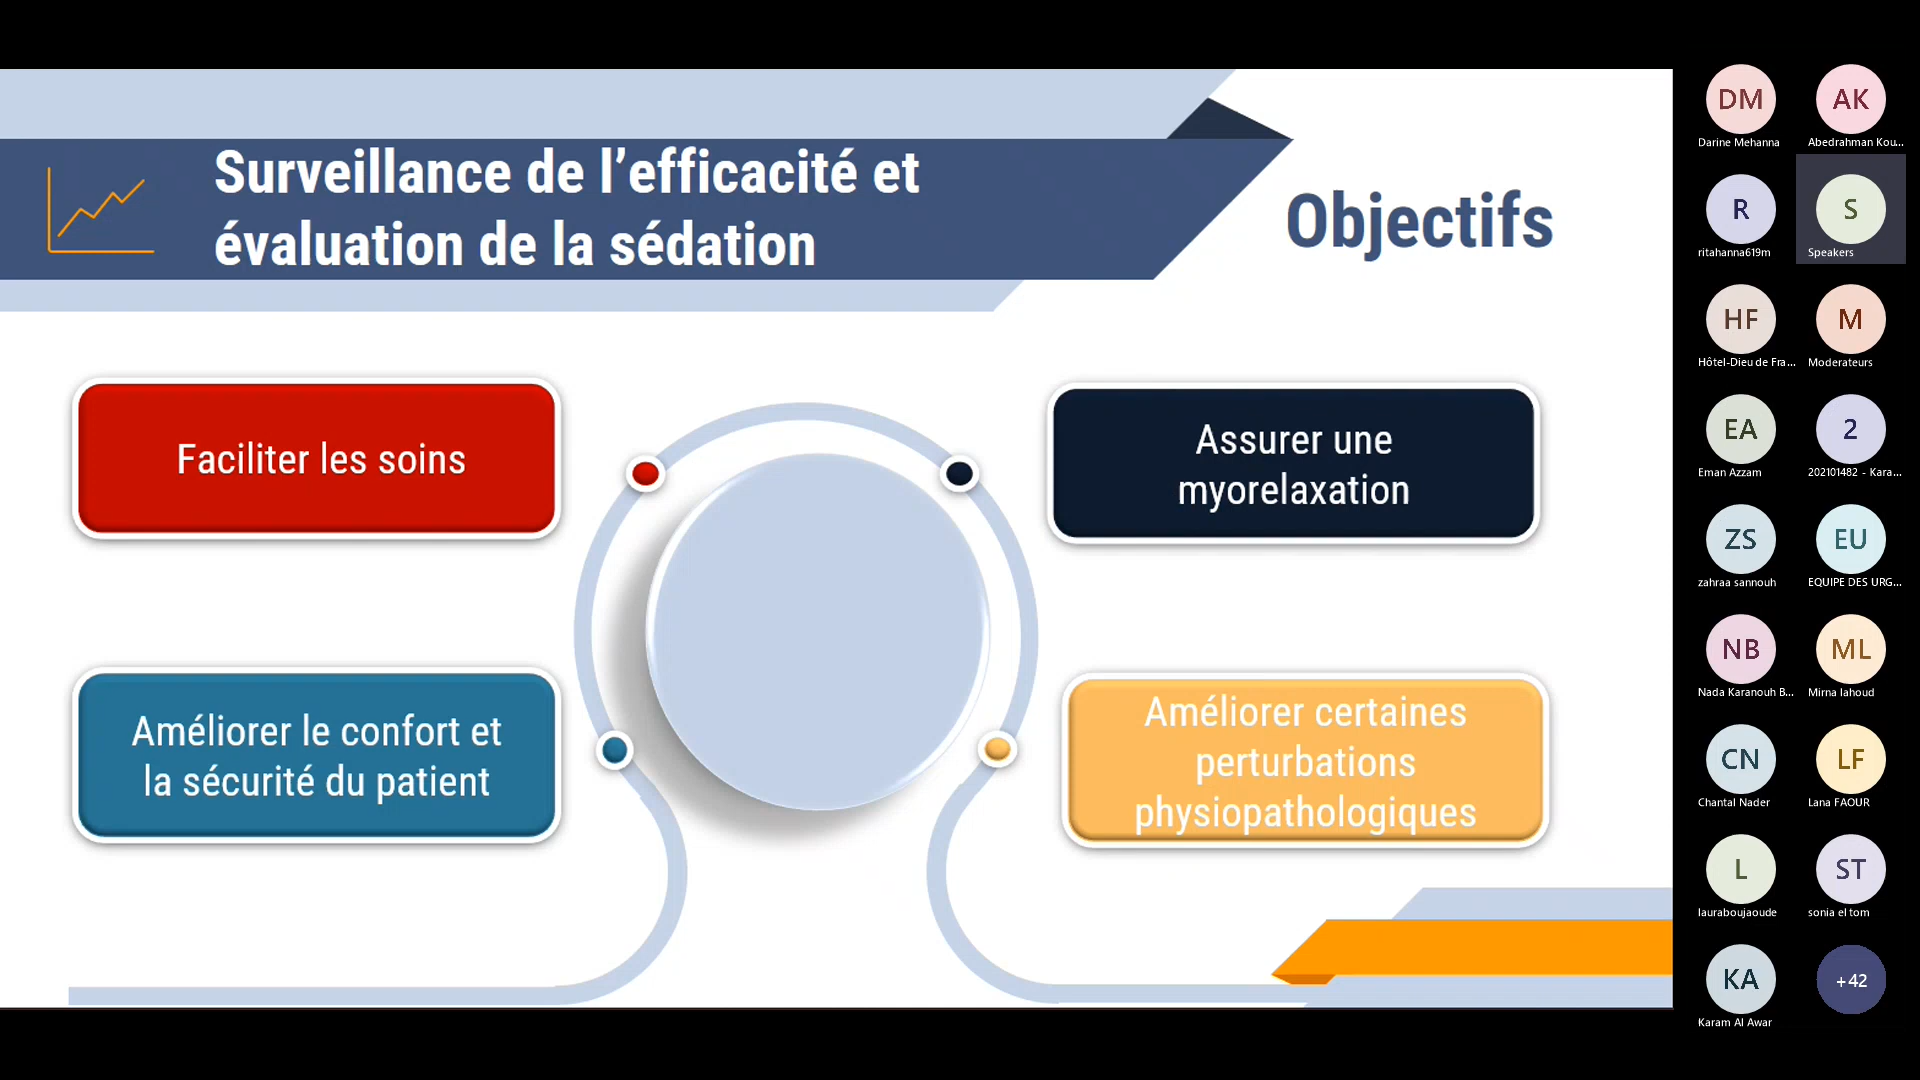 Surveillance de l’efficacité et
évaluation de la sédation
Objectifs
Faciliter les soins
Assurer une
myorelaxation
Améliorer le confort et
la sécurité du patient
Améliorer certaines
perturbations
physiopathologiques
DM
Darine Mehanna
AK
Abedrahman Kou...
R
ritahanna619m
S
Speakers
HF
Hôtel-Dieu de Fra...
M
Moderateurs
EA
Eman Azzam
2
202101482 - Kara...
ZS
zahraa sannouh
EU
EQUIPE DES URG...
NB
Nada Karanouh B...
ML
Mirna lahoud
CN
Chantal Nader
LF
Lana FAOUR
L
lauraboujaoude
ST
sonia el tom
KA
Karam Al Awar
+42